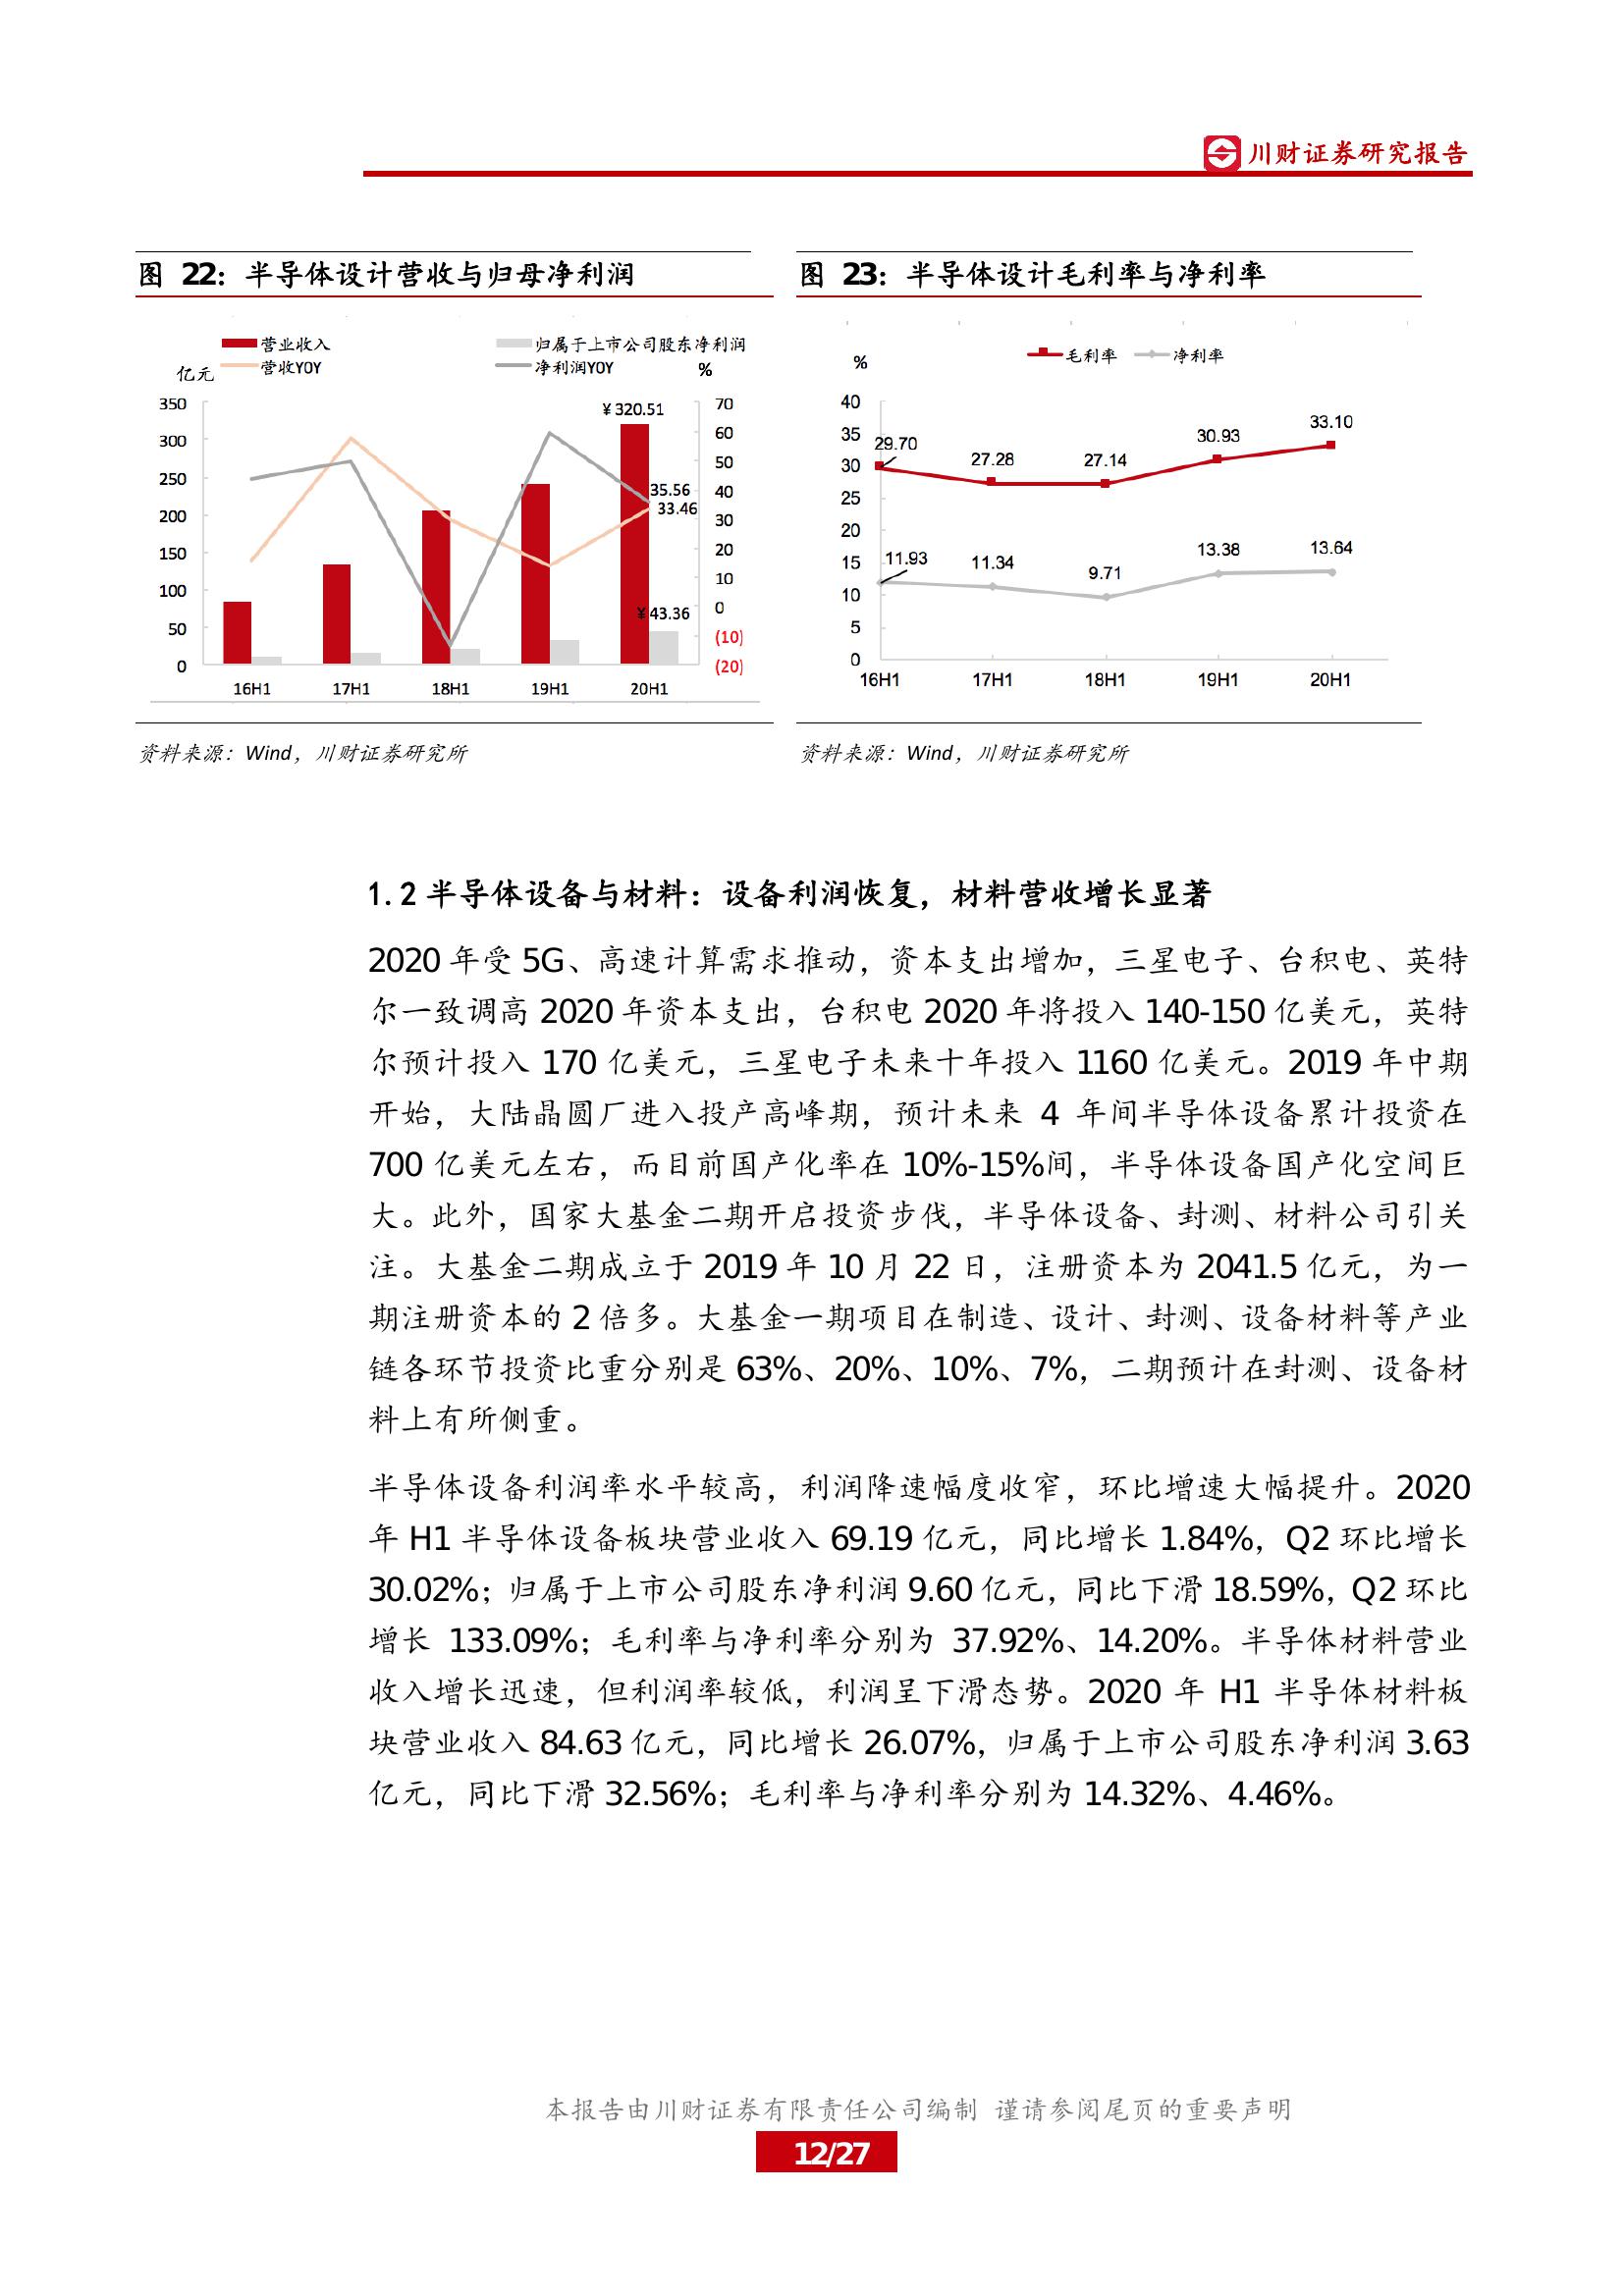 川财证券研究报告
图 22：半导体设计营收与归母净利润
营业收入 归属于上市公司股东净利润
亿元 营收YOY 净利润YOY %
350
300
250
200
150
100
50
0
70
60
50
40
30
20
10
0
(10)
(20)
¥320.51
35.56
33.46
¥43.36
16H1 17H1 18H1 19H1 20H1
资料来源：Wind，川财证券研究所
图 23：半导体设计毛利率与净利率
% 毛利率 净利率
40
35
30
25
20
15
10
5
0
29.70 27.28 27.14 30.93 33.10
11.93 11.34 9.71 13.38 13.64
16H1 17H1 18H1 19H1 20H1
资料来源：Wind，川财证券研究所
1.2 半导体设备与材料：设备利润恢复，材料营收增长显著
2020 年受 5G、高速计算需求推动，资本支出增加，三星电子、台积电、英特
尔一致调高 2020 年资本支出，台积电 2020 年将投入 140-150 亿美元，英特
尔预计投入 170 亿美元，三星电子未来十年投入 1160 亿美元。2019 年中期
开始，大陆晶圆厂进入投产高峰期，预计未来 4 年间半导体设备累计投资在
700 亿美元左右，而目前国产化率在 10%-15%间，半导体设备国产化空间巨
大。此外，国家大基金二期开启投资步伐，半导体设备、封测、材料公司引关
注。大基金二期成立于 2019 年 10 月 22 日，注册资本为 2041.5 亿元，为一
期注册资本的 2 倍多。大基金一期项目在制造、设计、封测、设备材料等产业
链各环节投资比重分别是 63%、20%、10%、7%，二期预计在封测、设备材
料上有所侧重。
半导体设备利润率水平较高，利润降速幅度收窄，环比增速大幅提升。2020
年 H1 半导体设备板块营业收入 69.19 亿元，同比增长 1.84%，Q2 环比增长
30.02%；归属于上市公司股东净利润 9.60 亿元，同比下滑 18.59%，Q2 环比
增长 133.09%；毛利率与净利率分别为 37.92%、14.20%。半导体材料营业
收入增长迅速，但利润率较低，利润呈下滑态势。2020 年 H1 半导体材料板
块营业收入 84.63 亿元，同比增长 26.07%，归属于上市公司股东净利润 3.63
亿元，同比下滑 32.56%；毛利率与净利率分别为 14.32%、4.46%。
本报告由川财证券有限责任公司编制 谨请参阅尾页的重要声明
12/27